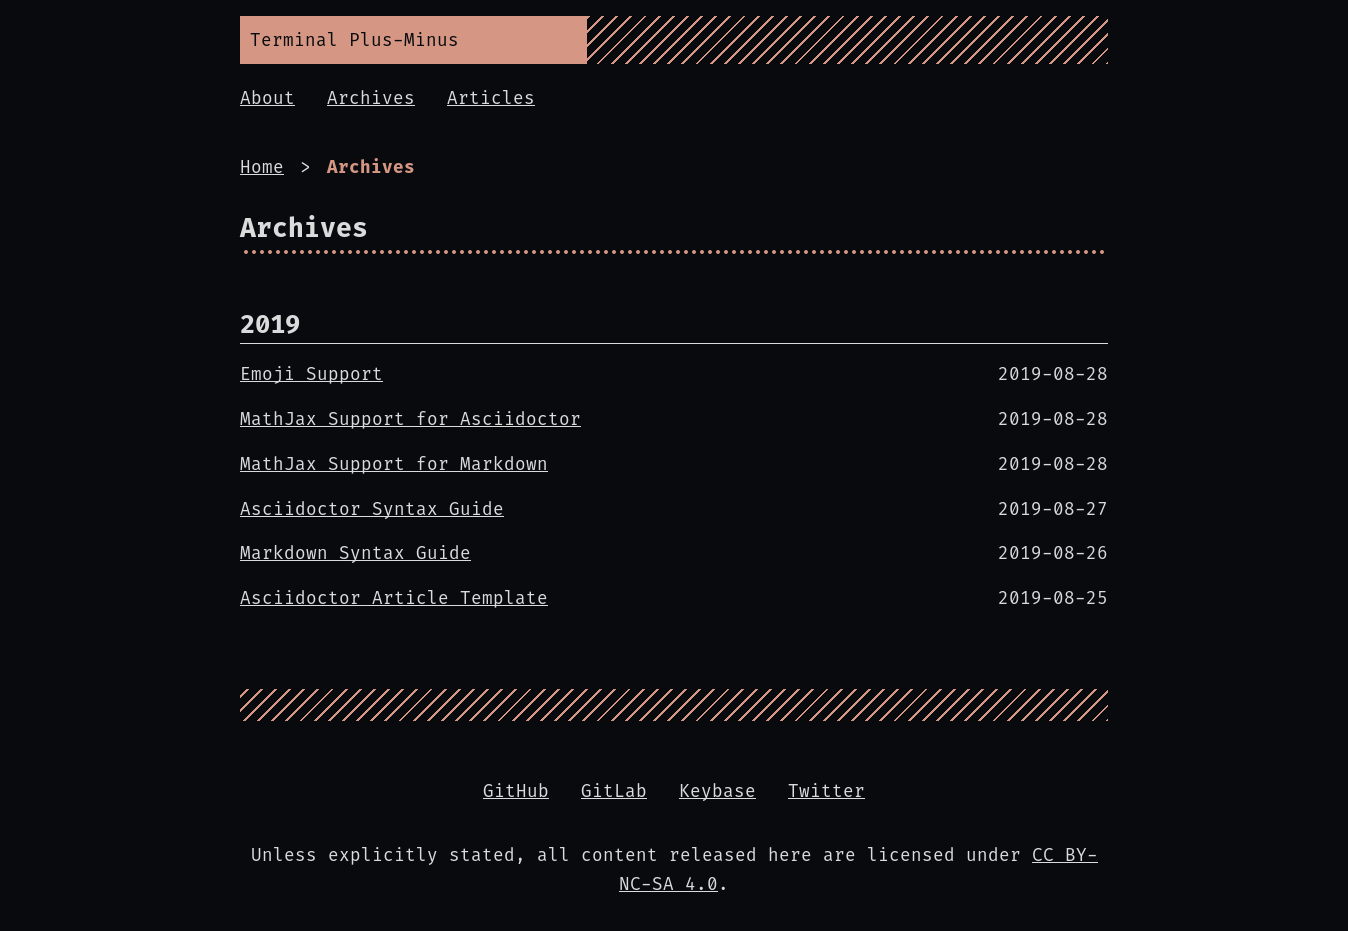 Terminal Plus-Minus
About Archives Articles
Home > Archives
Archives
2019
Emoji Support 2019-08-28
MathJax Support for Asciidoctor 2019-08-28
MathJax Support for Markdown 2019-08-28
Asciidoctor Syntax Guide 2019-08-27
Markdown Syntax Guide 2019-08-26
Asciidoctor Article Template 2019-08-25
GitHub GitLab Keybase Twitter
Unless explicitly stated, all content released here are licensed under CC BY-
NC-SA 4.0.